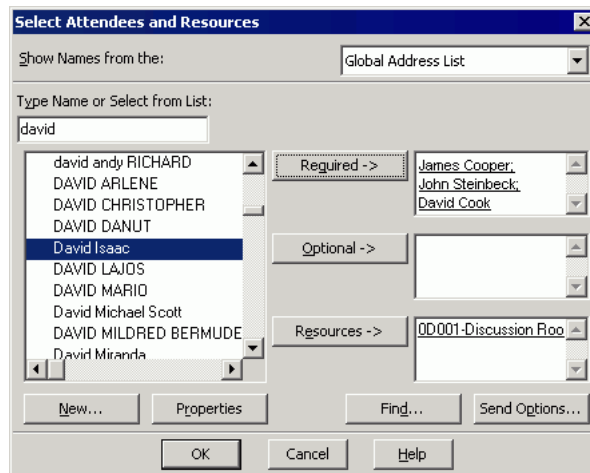 Select Attendees and Resources
Show Names from the:
Global Address List
Type Name or Select from List:
david
david andy RICHARD
DAVID ARLENE
DAVID CHRISTOPHER
DAVID DANUT
David Isaac
DAVID LAJOS
DAVID MARIO
David Michael Scott
DAVID MILDRED BERMUDE
David Miranda
Required ->
James Cooper;
John Steinbeck;
David Cook
Optional ->
Resources ->
0D001-Discussion Roo
New...
Properties
Find...
Send Options...
OK
Cancel
Help